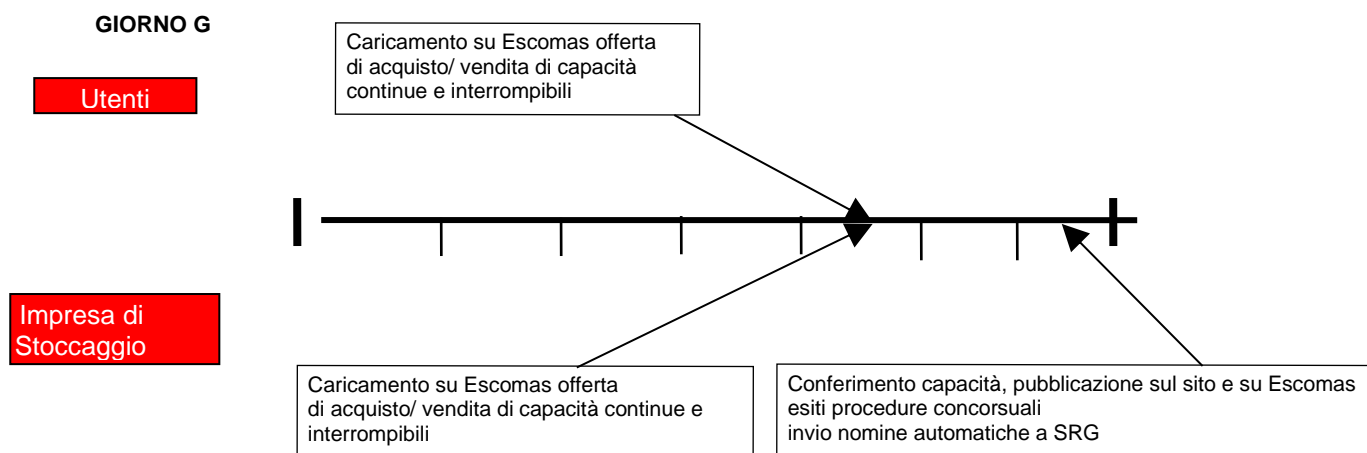 GIORNO G
Caricamento su Escomas offerta
di acquisto/ vendita di capacità
continue e interrompibili
Utenti
Impresa di
Stoccaggio
Caricamento su Escomas offerta
di acquisto/ vendita di capacità continue e
interrompibili
Conferimento capacità, pubblicazione sul sito e su Escomas
esiti procedure concorsuali
invio nomine automatiche a SRG